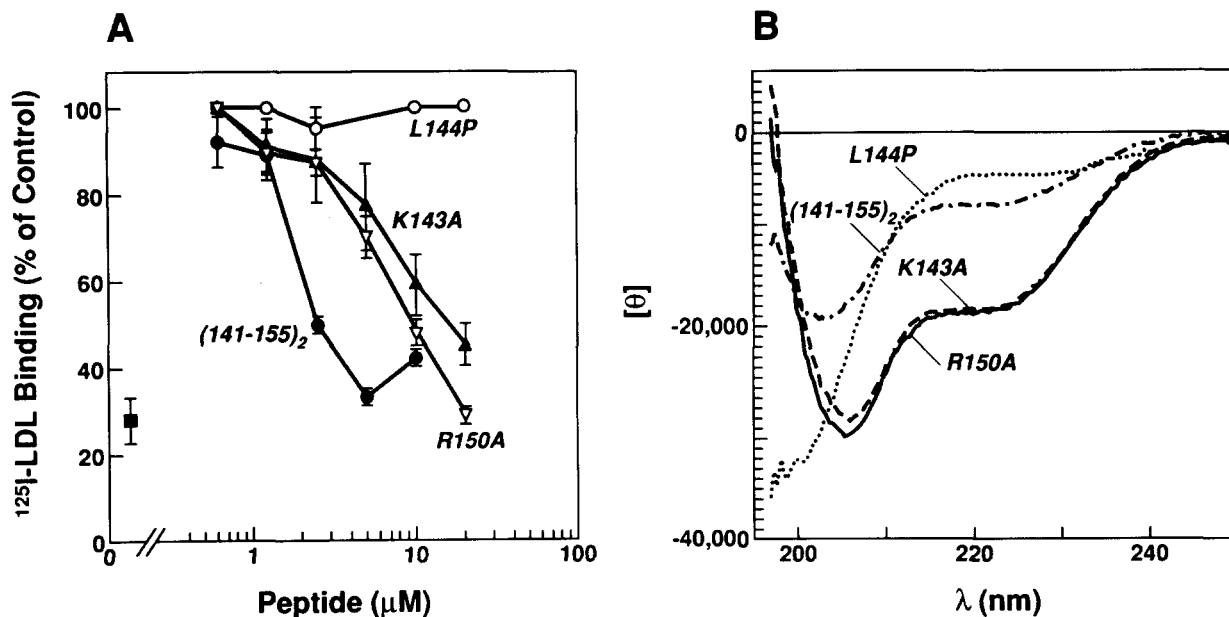 A
¹²⁵I-LDL Binding (% of Control)
100
80
60
40
20
0
L144P
K143A
(141-155)₂
R150A
0
1
10
100
Peptide (μM)
B
[θ]
0
-20,000
-40,000
L144P
(141-155)₂
K143A
R150A
200
220
240
λ (nm)